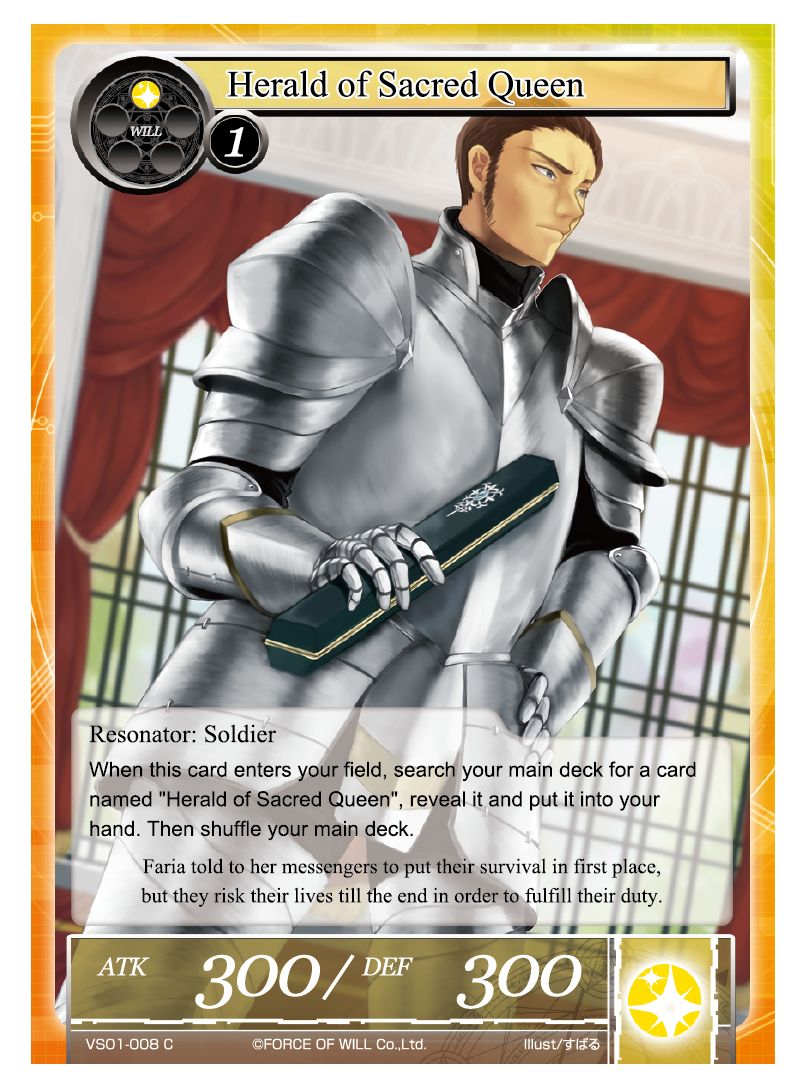 Herald of Sacred Queen
WILL
1
Resonator: Soldier
When this card enters your field, search your main deck for a card
named "Herald of Sacred Queen", reveal it and put it into your
hand. Then shuffle your main deck.
Faria told to her messengers to put their survival in first place,
but they risk their lives till the end in order to fulfill their duty.
ATK 300 / DEF 300
VS01-008 C ©FORCE OF WILL Co.,Ltd. Illust/すばる